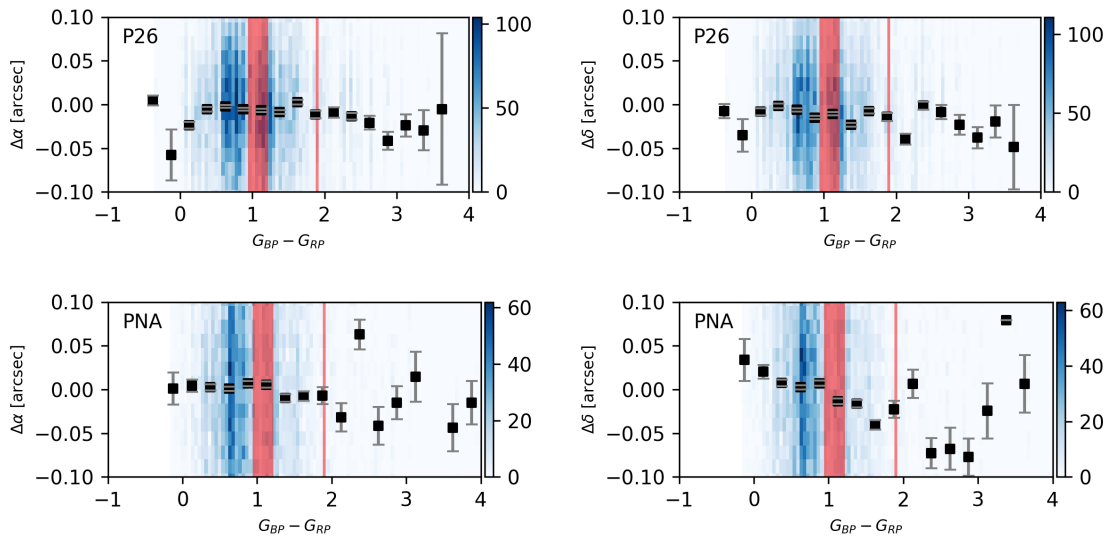 P26
Δα [arcsec]
0.10
0.05
0.00
−0.05
−0.10
−1 0 1 2 3 4
G_BP − G_RP
100
50
0
P26
Δδ [arcsec]
0.10
0.05
0.00
−0.05
−0.10
−1 0 1 2 3 4
G_BP − G_RP
100
50
0
PNA
Δα [arcsec]
0.10
0.05
0.00
−0.05
−0.10
−1 0 1 2 3 4
G_BP − G_RP
60
40
20
0
PNA
Δδ [arcsec]
0.10
0.05
0.00
−0.05
−0.10
−1 0 1 2 3 4
G_BP − G_RP
60
40
20
0